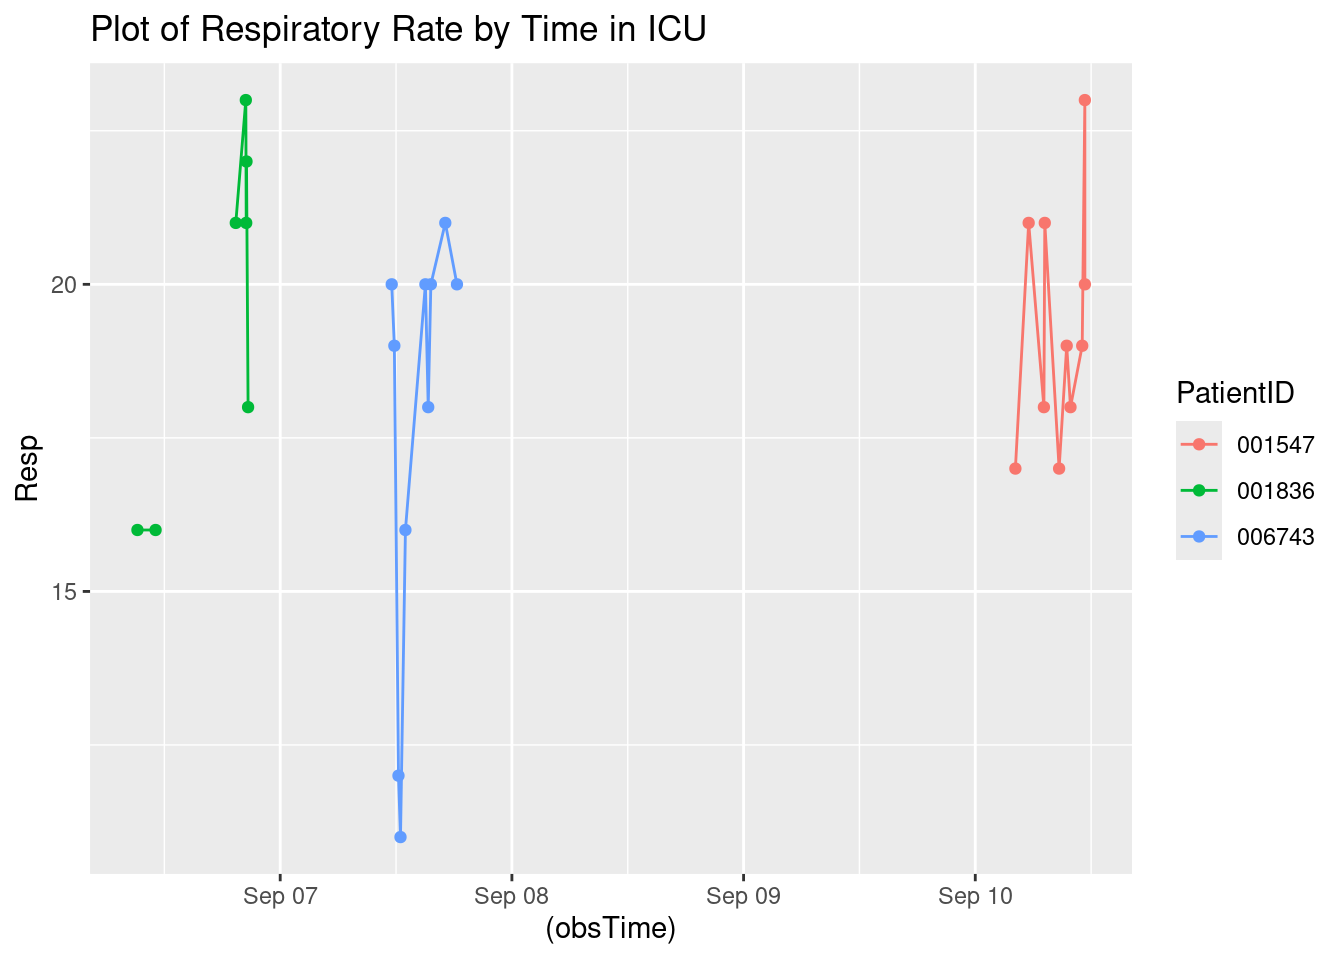 Plot of Respiratory Rate by Time in ICU
Resp
20
15
Sep 07 Sep 08 Sep 09 Sep 10
(obsTime)
PatientID
001547
001836
006743